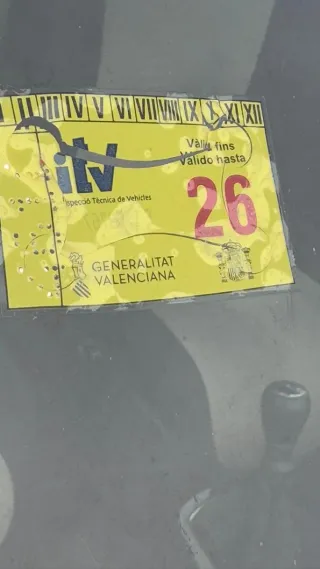 I II III IV V VI VII VIII IX X XI XII
Vàlid fins
Válido hasta
itv
Inspecció Tècnica de Vehicles
26
GENERALITAT
VALENCIANA